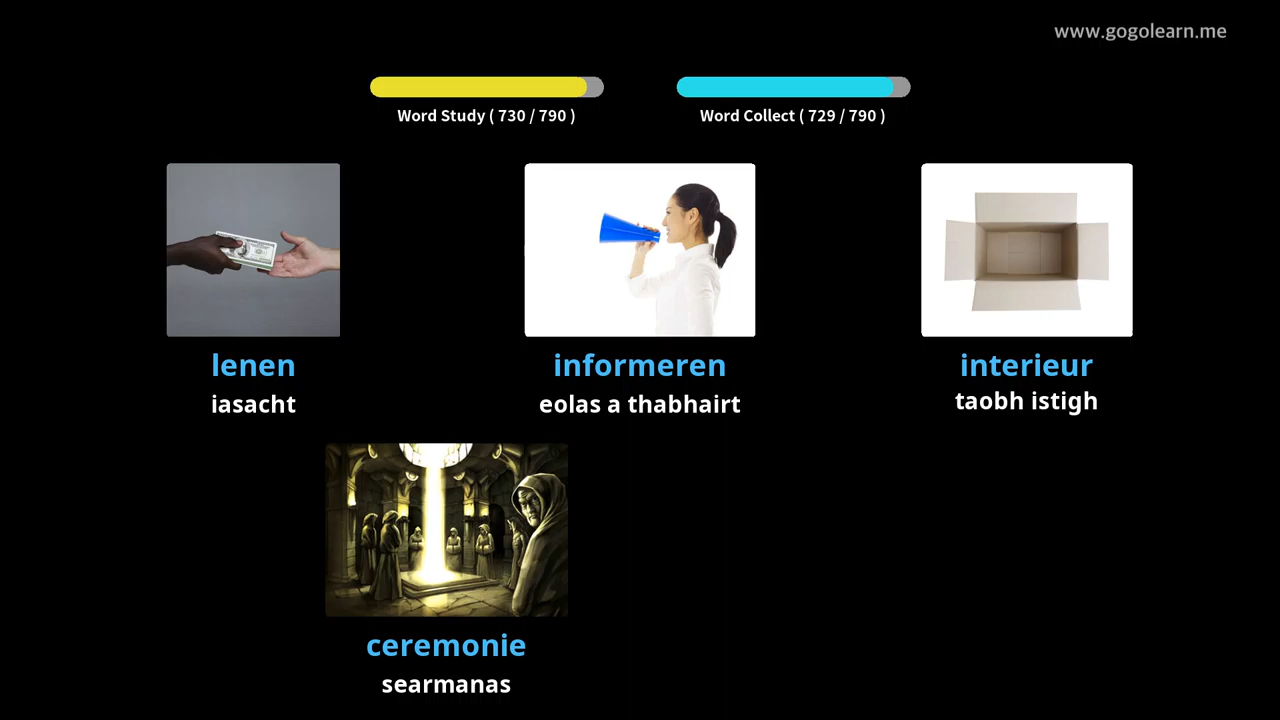 www.gogolearn.me
Word Study ( 730 / 790 )
Word Collect ( 729 / 790 )
lenen
iasacht
informeren
eolas a thabhairt
interieur
taobh istigh
ceremonie
searmanas